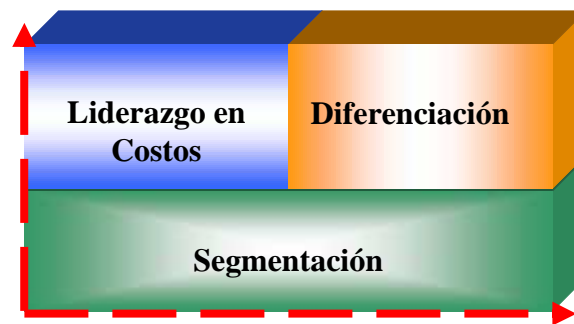 Liderazgo en
Costos
Diferenciación
Segmentación